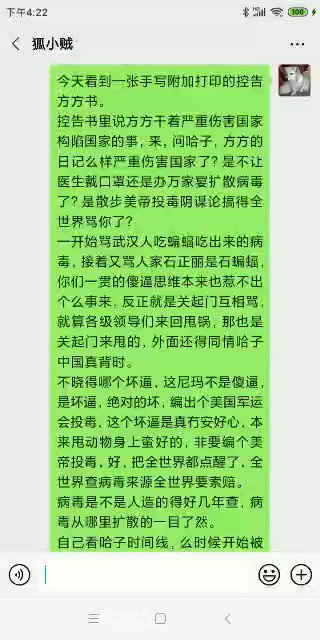 下午4:22
100
狐小贼
今天看到一张手写附加打印的控告
方方书。
控告书里说方方干着严重伤害国家
构陷国家的事，来，问哈子，方方的
日记么样严重伤害国家了？是不让
医生戴口罩还是办万家宴扩散病毒
了？是散步美帝投毒阴谋论搞得全
世界骂你了？
一开始骂武汉人吃蝙蝠吃出来的病
毒，接着又骂人家石正丽是石蝙蝠，
你们一贯的傻逼思维本来也惹不出
个么事来，反正就是关起门互相骂，
就算各级领导们来回甩锅，那也是
关起门来甩的，外面还得同情哈子
中国真背时。
不晓得哪个坏逼，这尼玛不是傻逼，
是坏逼，绝对的坏，编出个美国军运
会投毒，这个坏逼是真冇安好心，本
来甩动物身上蛮好的，非要编个美
帝投毒，好，把全世界都点醒了，全
世界查病毒来源全世界要索赔。
病毒是不是人造的得好几年查，病
毒从哪里扩散的一目了然。
自己看哈子时间线，么时候开始被